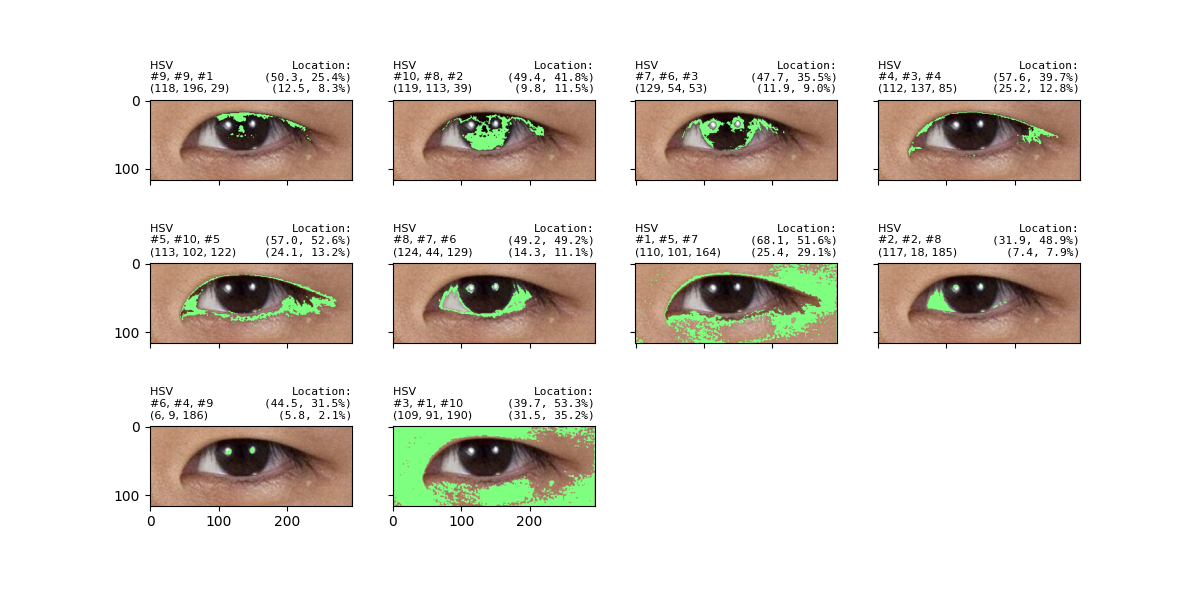 HSV Location:
#9, #9, #1 (50.3, 25.4%)
(118, 196, 29) (12.5, 8.3%)
HSV Location:
#10, #8, #2 (49.4, 41.8%)
(119, 113, 39) (9.8, 11.5%)
HSV Location:
#7, #6, #3 (47.7, 35.5%)
(129, 54, 53) (11.9, 9.0%)
HSV Location:
#4, #3, #4 (57.6, 39.7%)
(112, 137, 85) (25.2, 12.8%)
0
100
HSV Location:
#5, #10, #5 (57.0, 52.6%)
(113, 102, 122) (24.1, 13.2%)
HSV Location:
#8, #7, #6 (49.2, 49.2%)
(124, 44, 129) (14.3, 11.1%)
HSV Location:
#1, #5, #7 (68.1, 51.6%)
(110, 101, 164) (25.4, 29.1%)
HSV Location:
#2, #2, #8 (31.9, 48.9%)
(117, 18, 185) (7.4, 7.9%)
0
100
HSV Location:
#6, #4, #9 (44.5, 31.5%)
(6, 9, 186) (5.8, 2.1%)
HSV Location:
#3, #1, #10 (39.7, 53.3%)
(109, 91, 190) (31.5, 35.2%)
0
100
0 100 200
0 100 200